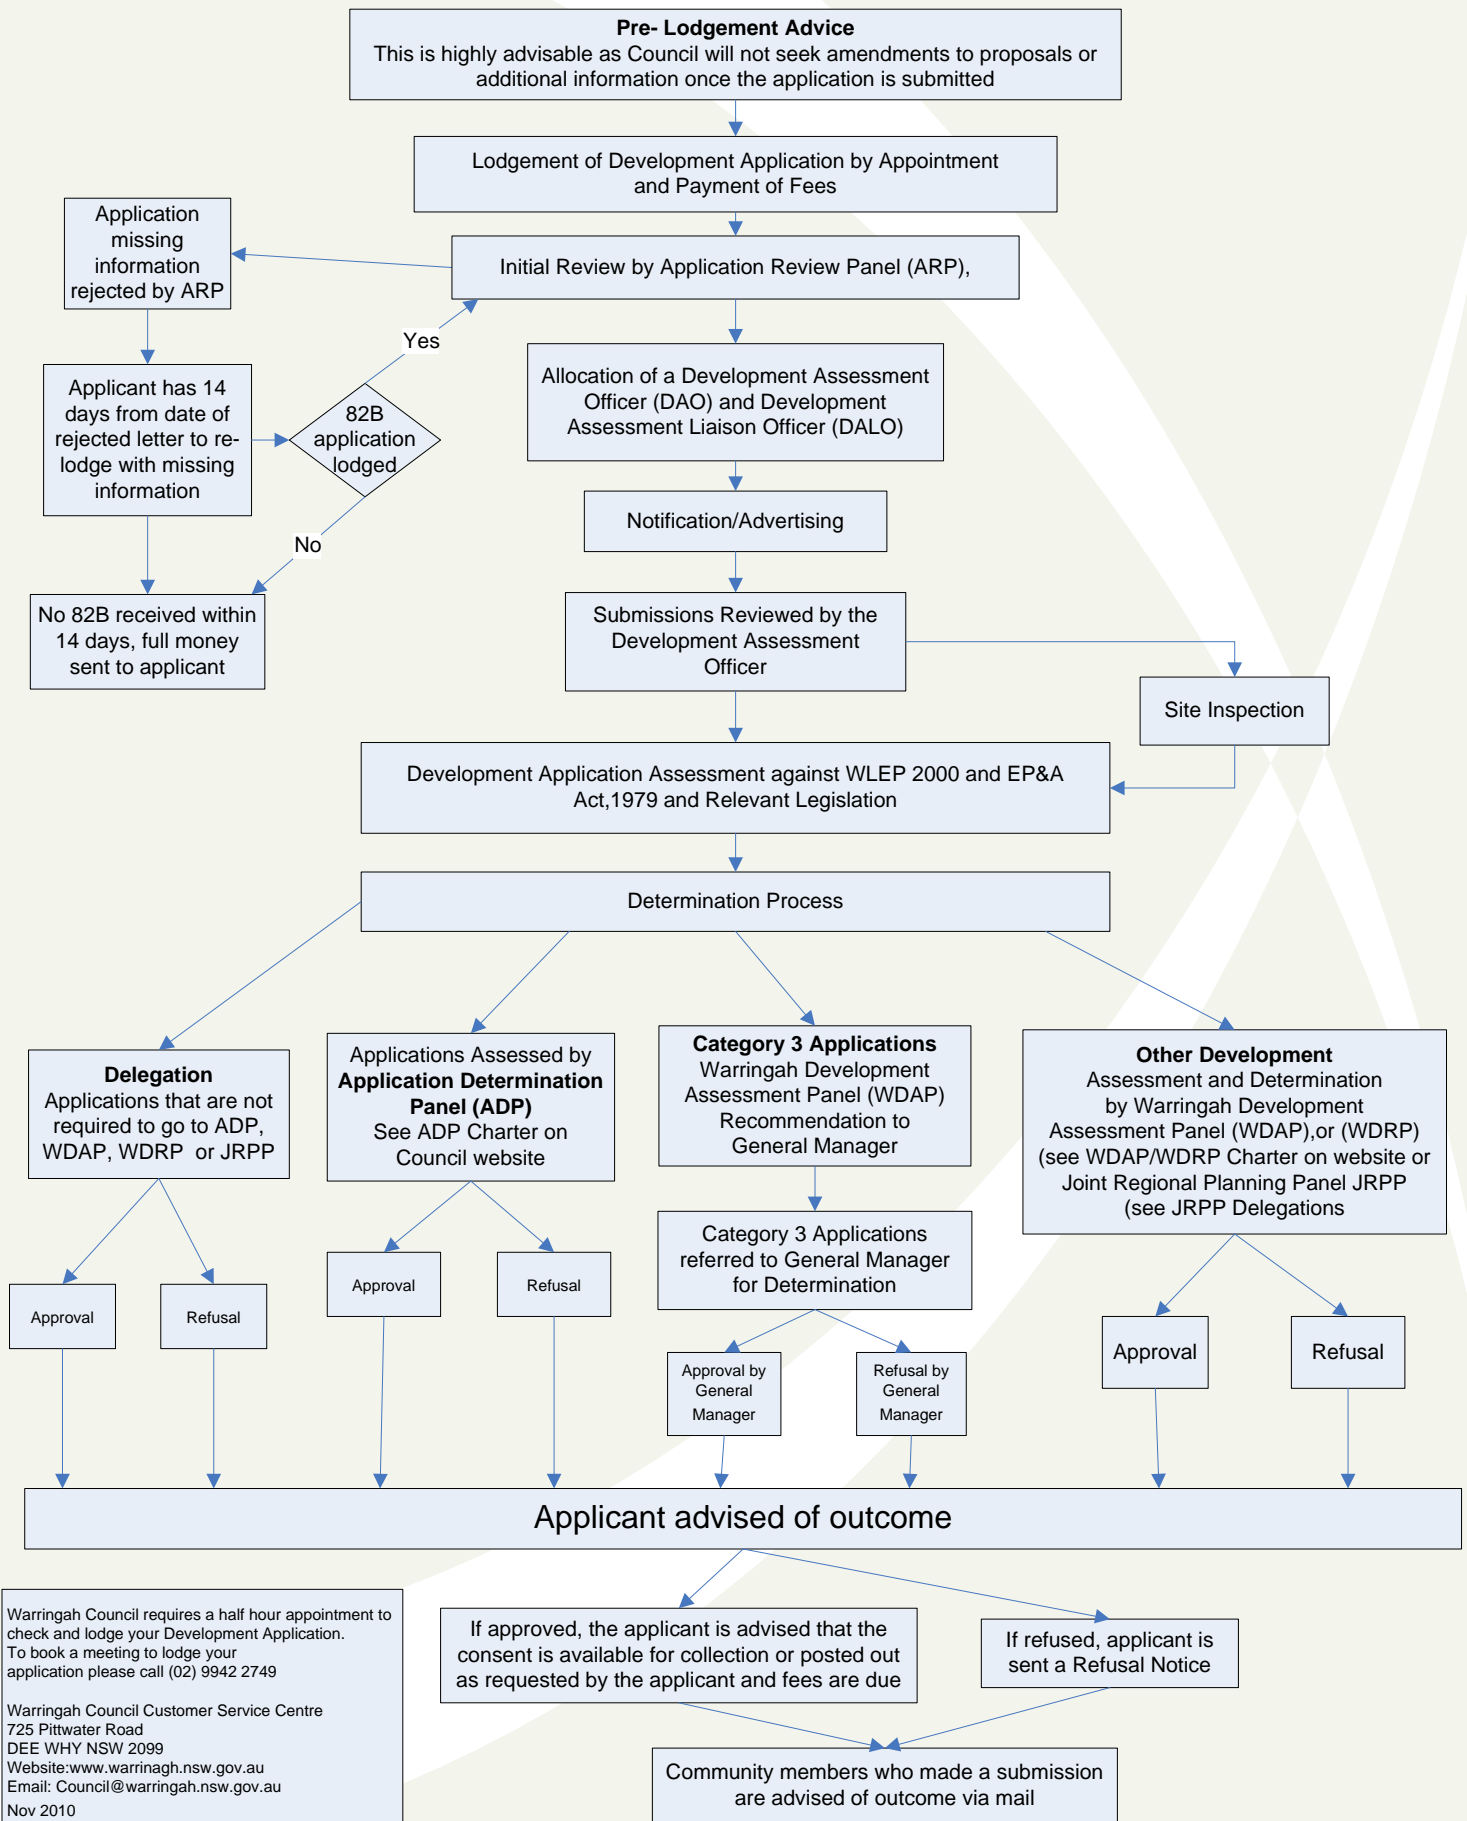 Pre- Lodgement Advice
This is highly advisable as Council will not seek amendments to proposals or
additional information once the application is submitted
Lodgement of Development Application by Appointment
and Payment of Fees
Application
missing
information
rejected by ARP
Initial Review by Application Review Panel (ARP),
Yes
Applicant has 14
days from date of
rejected letter to re-
lodge with missing
information
82B
application
lodged
Allocation of a Development Assessment
Officer (DAO) and Development
Assessment Liaison Officer (DALO)
Notification/Advertising
No
No 82B received within
14 days, full money
sent to applicant
Submissions Reviewed by the
Development Assessment
Officer
Site Inspection
Development Application Assessment against WLEP 2000 and EP&A
Act,1979 and Relevant Legislation
Determination Process
Delegation
Applications that are not
required to go to ADP,
WDAP, WDRP  or JRPP
Applications Assessed by
Application Determination
Panel (ADP)
See ADP Charter on
Council website
Category 3 Applications
Warringah Development
Assessment Panel (WDAP)
Recommendation to
General Manager
Other Development
Assessment and Determination
by Warringah Development
Assessment Panel (WDAP),or (WDRP)
(see WDAP/WDRP Charter on website or
Joint Regional Planning Panel JRPP
(see JRPP Delegations
Category 3 Applications
referred to General Manager
for Determination
Approval
Refusal
Approval
Refusal
Approval by
General
Manager
Refusal by
General
Manager
Approval
Refusal
Applicant advised of outcome
If approved, the applicant is advised that the
consent is available for collection or posted out
as requested by the applicant and fees are due
If refused, applicant is
sent a Refusal Notice
Community members who made a submission
are advised of outcome via mail
Warringah Council requires a half hour appointment to
check and lodge your Development Application.
To book a meeting to lodge your
application please call (02) 9942 2749
Warringah Council Customer Service Centre
725 Pittwater Road
DEE WHY NSW 2099
Website:www.warrinagh.nsw.gov.au
Email: Council@warringah.nsw.gov.au
Nov 2010